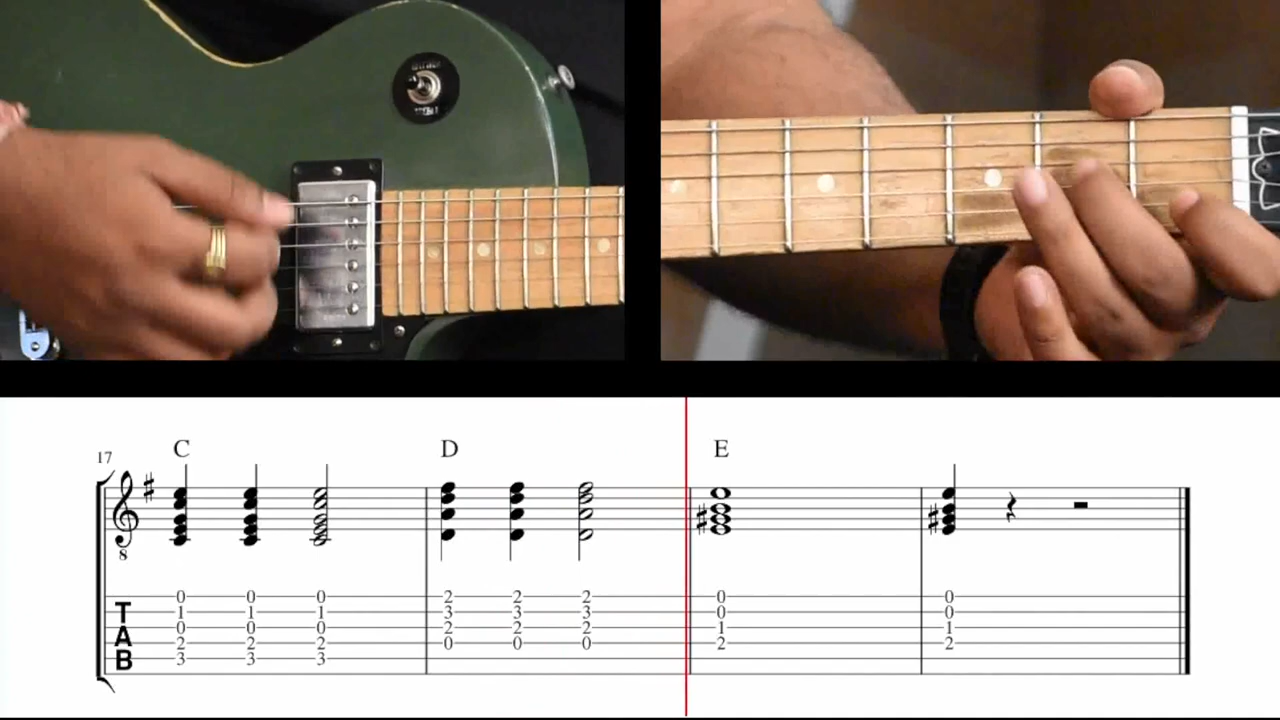 C D E
17
8
0 0 0 2 2 2 0 0
1 1 1 3 3 3 0 0
T 0 0 0 2 2 2 1 1
A 2 2 2 0 0 0 2 2
B 3 3 3